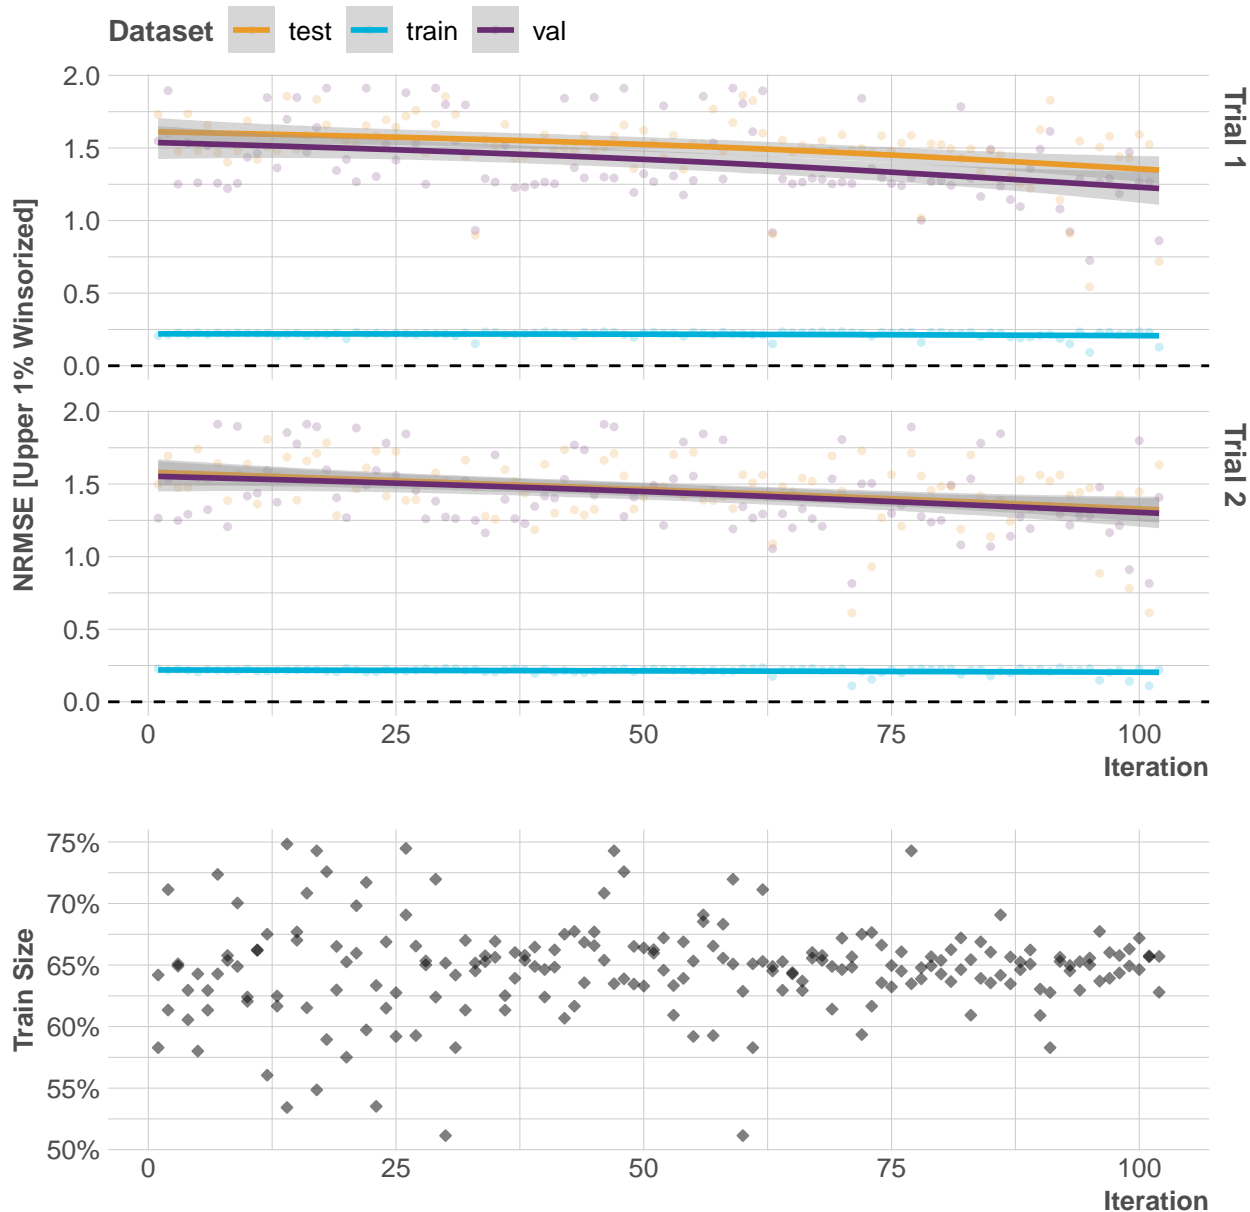 Dataset test train val
NRMSE [Upper 1% Winsorized]
2.0
1.5
1.0
0.5
0.0
Trial 1
2.0
1.5
1.0
0.5
0.0
Trial 2
0 25 50 75 100
Iteration
Train Size
75%
70%
65%
60%
55%
50%
0 25 50 75 100
Iteration